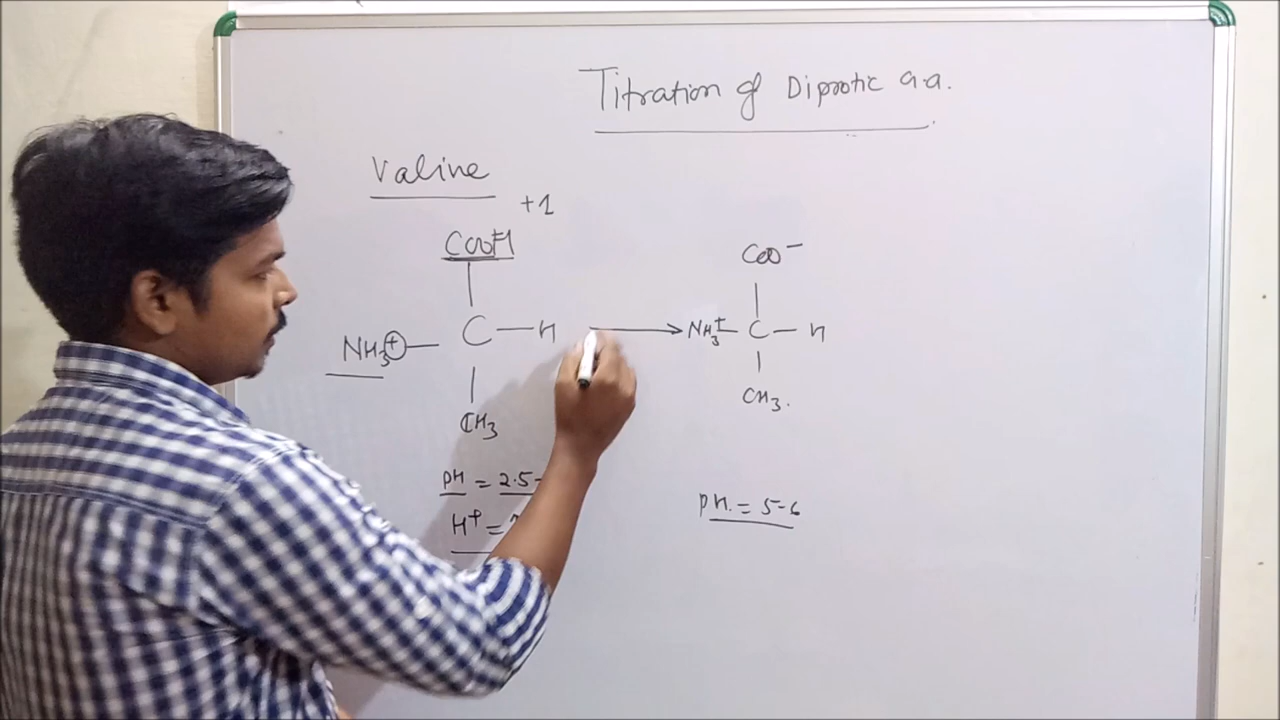 Titration of Diprotic a.a.
Valine
+1
COOH
NH3⊕ — C — H
CH3
pH = 2.5-
H+ =
COO−
NH3+ — C — H
CH3.
pH. = 5-6